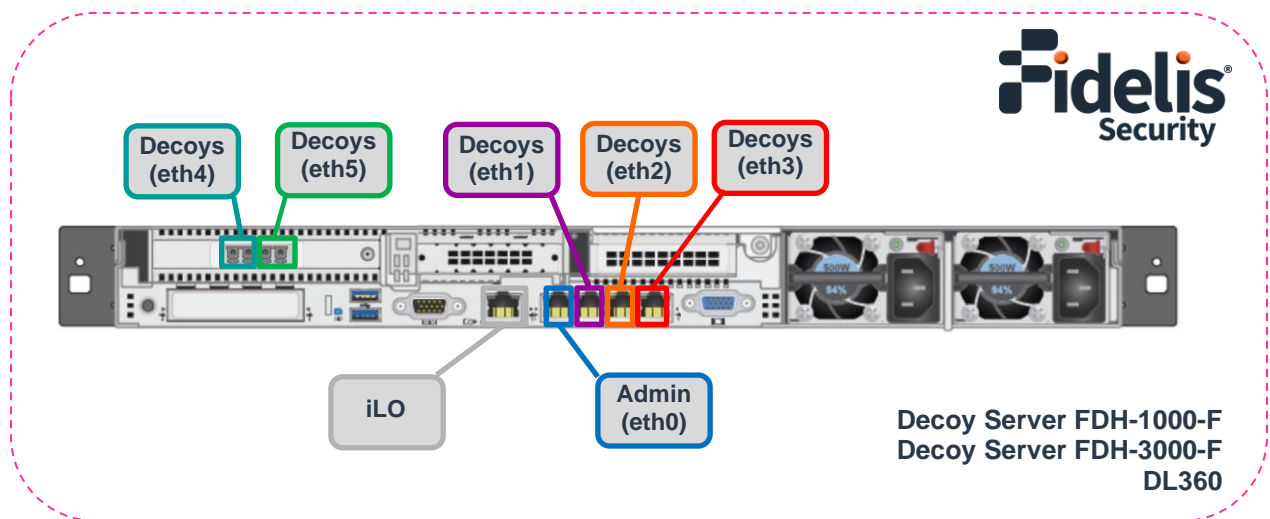 Fidelis®
Security
Decoys
(eth4)
Decoys
(eth5)
Decoys
(eth1)
Decoys
(eth2)
Decoys
(eth3)
500W
94%
500W
94%
iLO
Admin
(eth0)
Decoy Server FDH-1000-F
Decoy Server FDH-3000-F
DL360